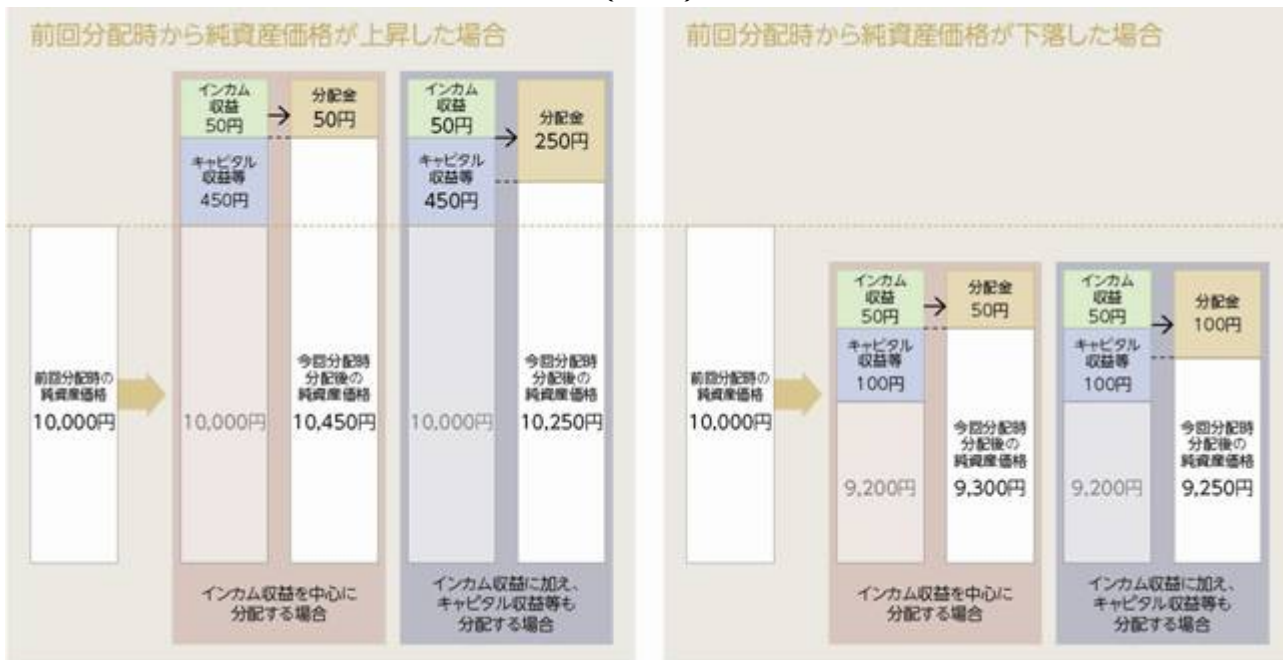 前回分配時から純資産価格が上昇した場合
インカム
収益
50円
→
分配金
50円
キャピタル
収益等
450円
インカム
収益
50円
→
分配金
250円
キャピタル
収益等
450円
前回分配時の
純資産価格
10,000円
10,000円
今回分配時
分配後の
純資産価格
10,450円
10,000円
今回分配時
分配後の
純資産価格
10,250円
インカム収益を中心に
分配する場合
インカム収益に加え、
キャピタル収益等も
分配する場合
前回分配時から純資産価格が下落した場合
前回分配時の
純資産価格
10,000円
インカム
収益
50円
→
分配金
50円
キャピタル
収益等
100円
9,200円
今回分配時
分配後の
純資産価格
9,300円
インカム
収益
50円
→
分配金
100円
キャピタル
収益等
100円
9,200円
今回分配時
分配後の
純資産価格
9,250円
インカム収益を中心に
分配する場合
インカム収益に加え、
キャピタル収益等も
分配する場合